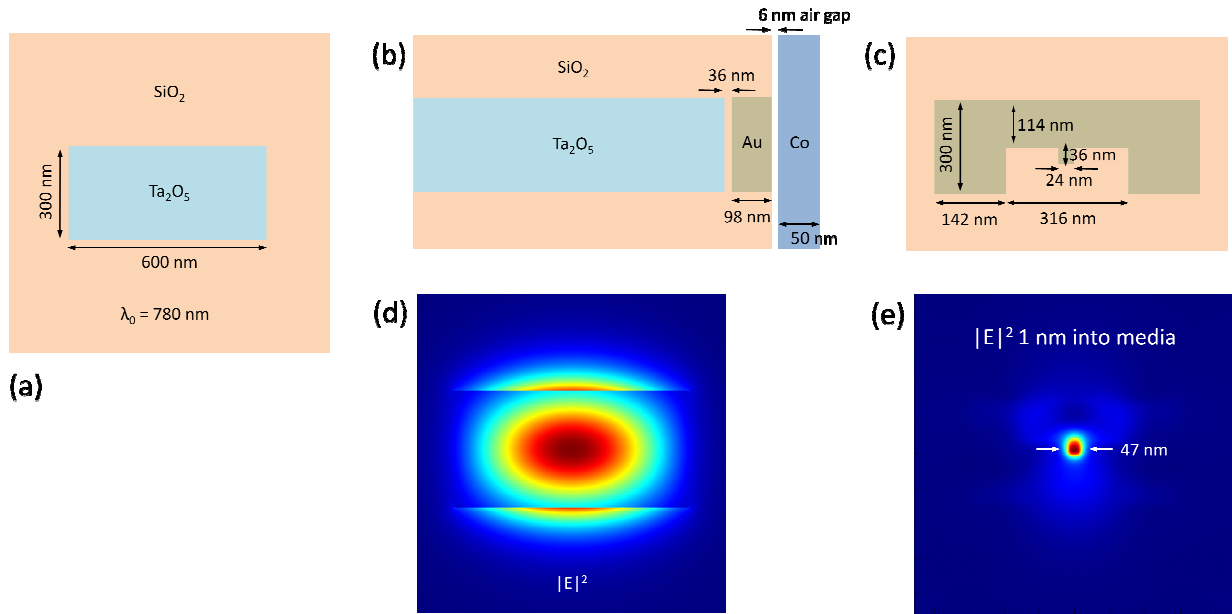 (a)
SiO₂
300 nm
Ta₂O₅
600 nm
λ₀ = 780 nm
(b)
6 nm air gap
SiO₂
36 nm
Ta₂O₅
Au
Co
98 nm
50 nm
(c)
300 nm
114 nm
36 nm
24 nm
142 nm
316 nm
(d)
|E|²
(e)
|E|² 1 nm into media
47 nm